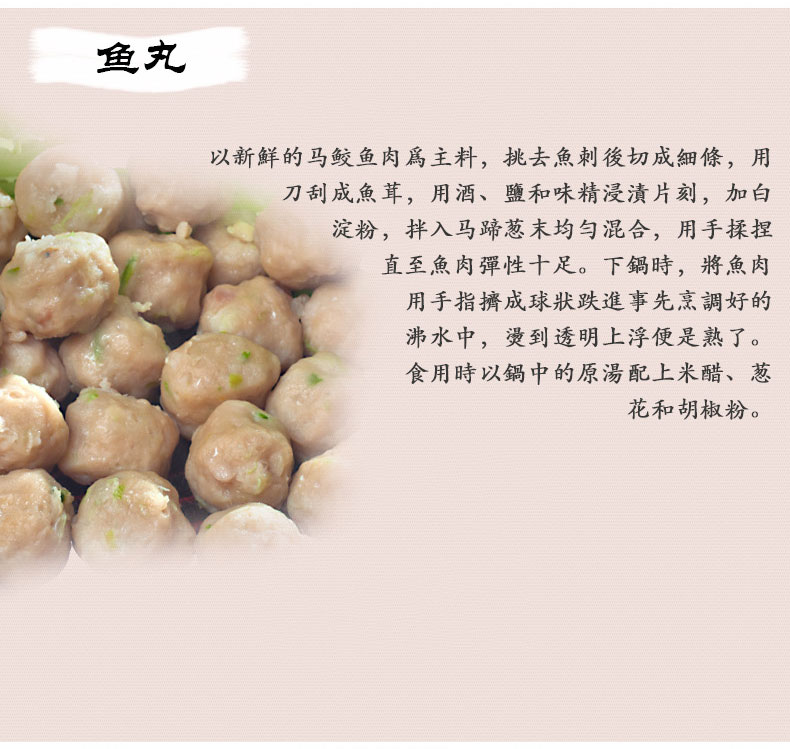 鱼丸
以新鮮的马鲛鱼肉爲主料，挑去魚刺後切成細條，用
刀刮成魚茸，用酒、鹽和味精浸漬片刻，加白
淀粉，拌入马蹄葱末均匀混合，用手揉捏
直至魚肉彈性十足。下鍋時，將魚肉
用手指擠成球狀跌進事先烹調好的
沸水中，燙到透明上浮便是熟了。
食用時以鍋中的原湯配上米醋、葱
花和胡椒粉。